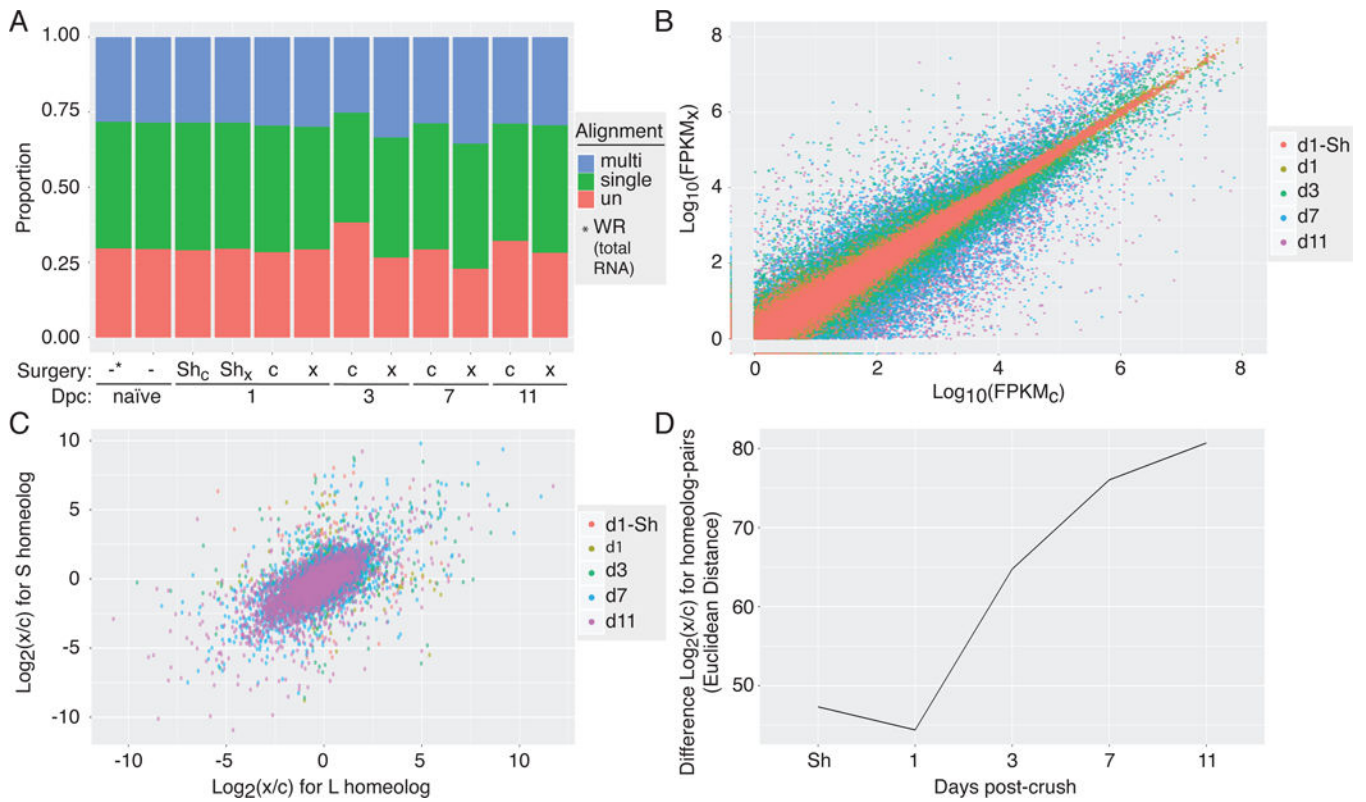 A
Proportion
1.00
0.75
0.50
0.25
0.00
Alignment
multi
single
un
* WR
(total
RNA)
Surgery: -* - Shc Shx c x c x c x c x
Dpc: naïve 1 3 7 11
B
Log10(FPKMx)
8
6
4
2
0
0 2 4 6 8
Log10(FPKMc)
d1-Sh
d1
d3
d7
d11
C
Log2(x/c) for S homeolog
10
5
0
-5
-10
-10 -5 0 5 10
Log2(x/c) for L homeolog
d1-Sh
d1
d3
d7
d11
D
Difference Log2(x/c) for homeolog-pairs
(Euclidean Distance)
80
70
60
50
Sh 1 3 7 11
Days post-crush